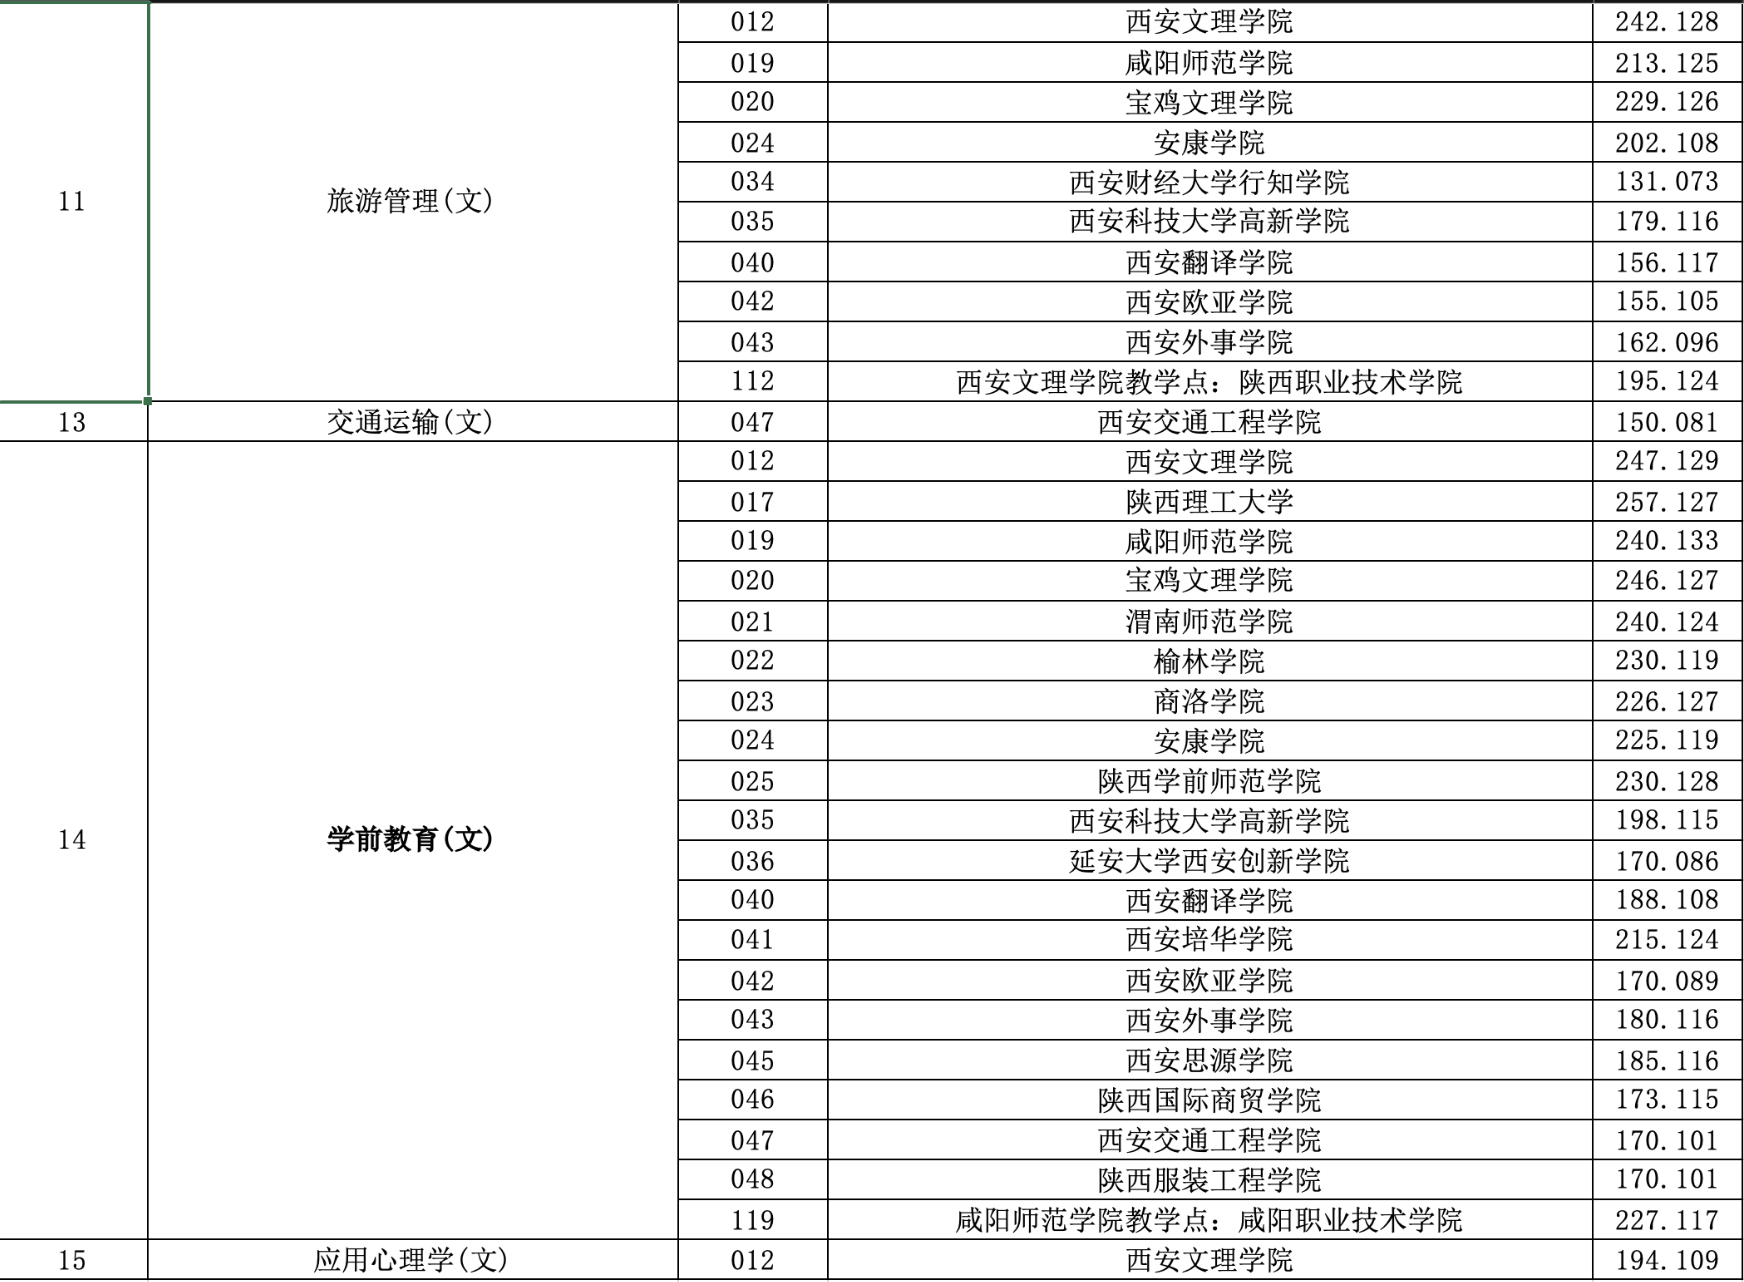 11 旅游管理(文) 012 西安文理学院 242.128
019 咸阳师范学院 213.125
020 宝鸡文理学院 229.126
024 安康学院 202.108
034 西安财经大学行知学院 131.073
035 西安科技大学高新学院 179.116
040 西安翻译学院 156.117
042 西安欧亚学院 155.105
043 西安外事学院 162.096
112 西安文理学院教学点：陕西职业技术学院 195.124
13 交通运输(文) 047 西安交通工程学院 150.081
14 学前教育(文) 012 西安文理学院 247.129
017 陕西理工大学 257.127
019 咸阳师范学院 240.133
020 宝鸡文理学院 246.127
021 渭南师范学院 240.124
022 榆林学院 230.119
023 商洛学院 226.127
024 安康学院 225.119
025 陕西学前师范学院 230.128
035 西安科技大学高新学院 198.115
036 延安大学西安创新学院 170.086
040 西安翻译学院 188.108
041 西安培华学院 215.124
042 西安欧亚学院 170.089
043 西安外事学院 180.116
045 西安思源学院 185.116
046 陕西国际商贸学院 173.115
047 西安交通工程学院 170.101
048 陕西服装工程学院 170.101
119 咸阳师范学院教学点：咸阳职业技术学院 227.117
15 应用心理学(文) 012 西安文理学院 194.109